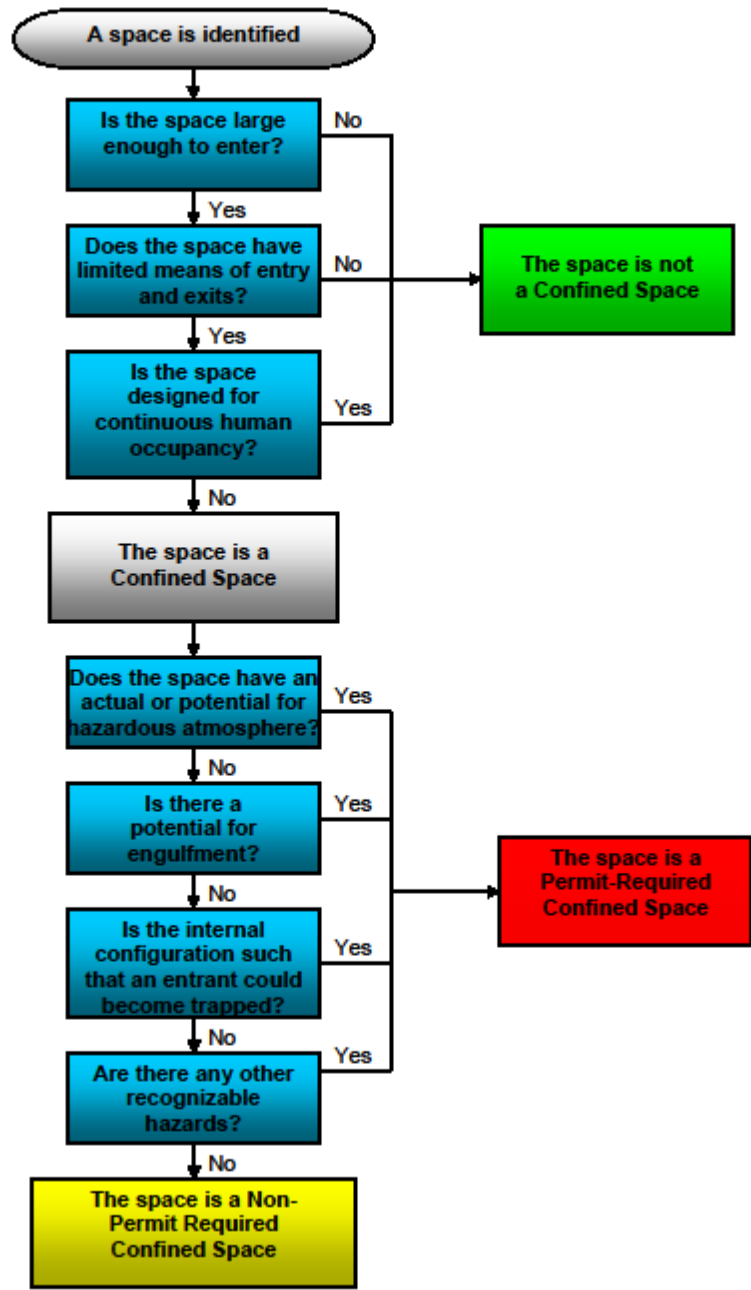 A space is identified
Is the space large
enough to enter?
No
Yes
Does the space have
limited means of entry
and exits?
No
The space is not
a Confined Space
Yes
Is the space
designed for
continuous human
occupancy?
Yes
No
The space is a
Confined Space
Does the space have an
actual or potential for
hazardous atmosphere?
Yes
No
Is there a
potential for
engulfment?
Yes
The space is a
Permit-Required
Confined Space
No
Is the internal
configuration such
that an entrant could
become trapped?
Yes
No
Are there any other
recognizable
hazards?
Yes
No
The space is a Non-
Permit Required
Confined Space